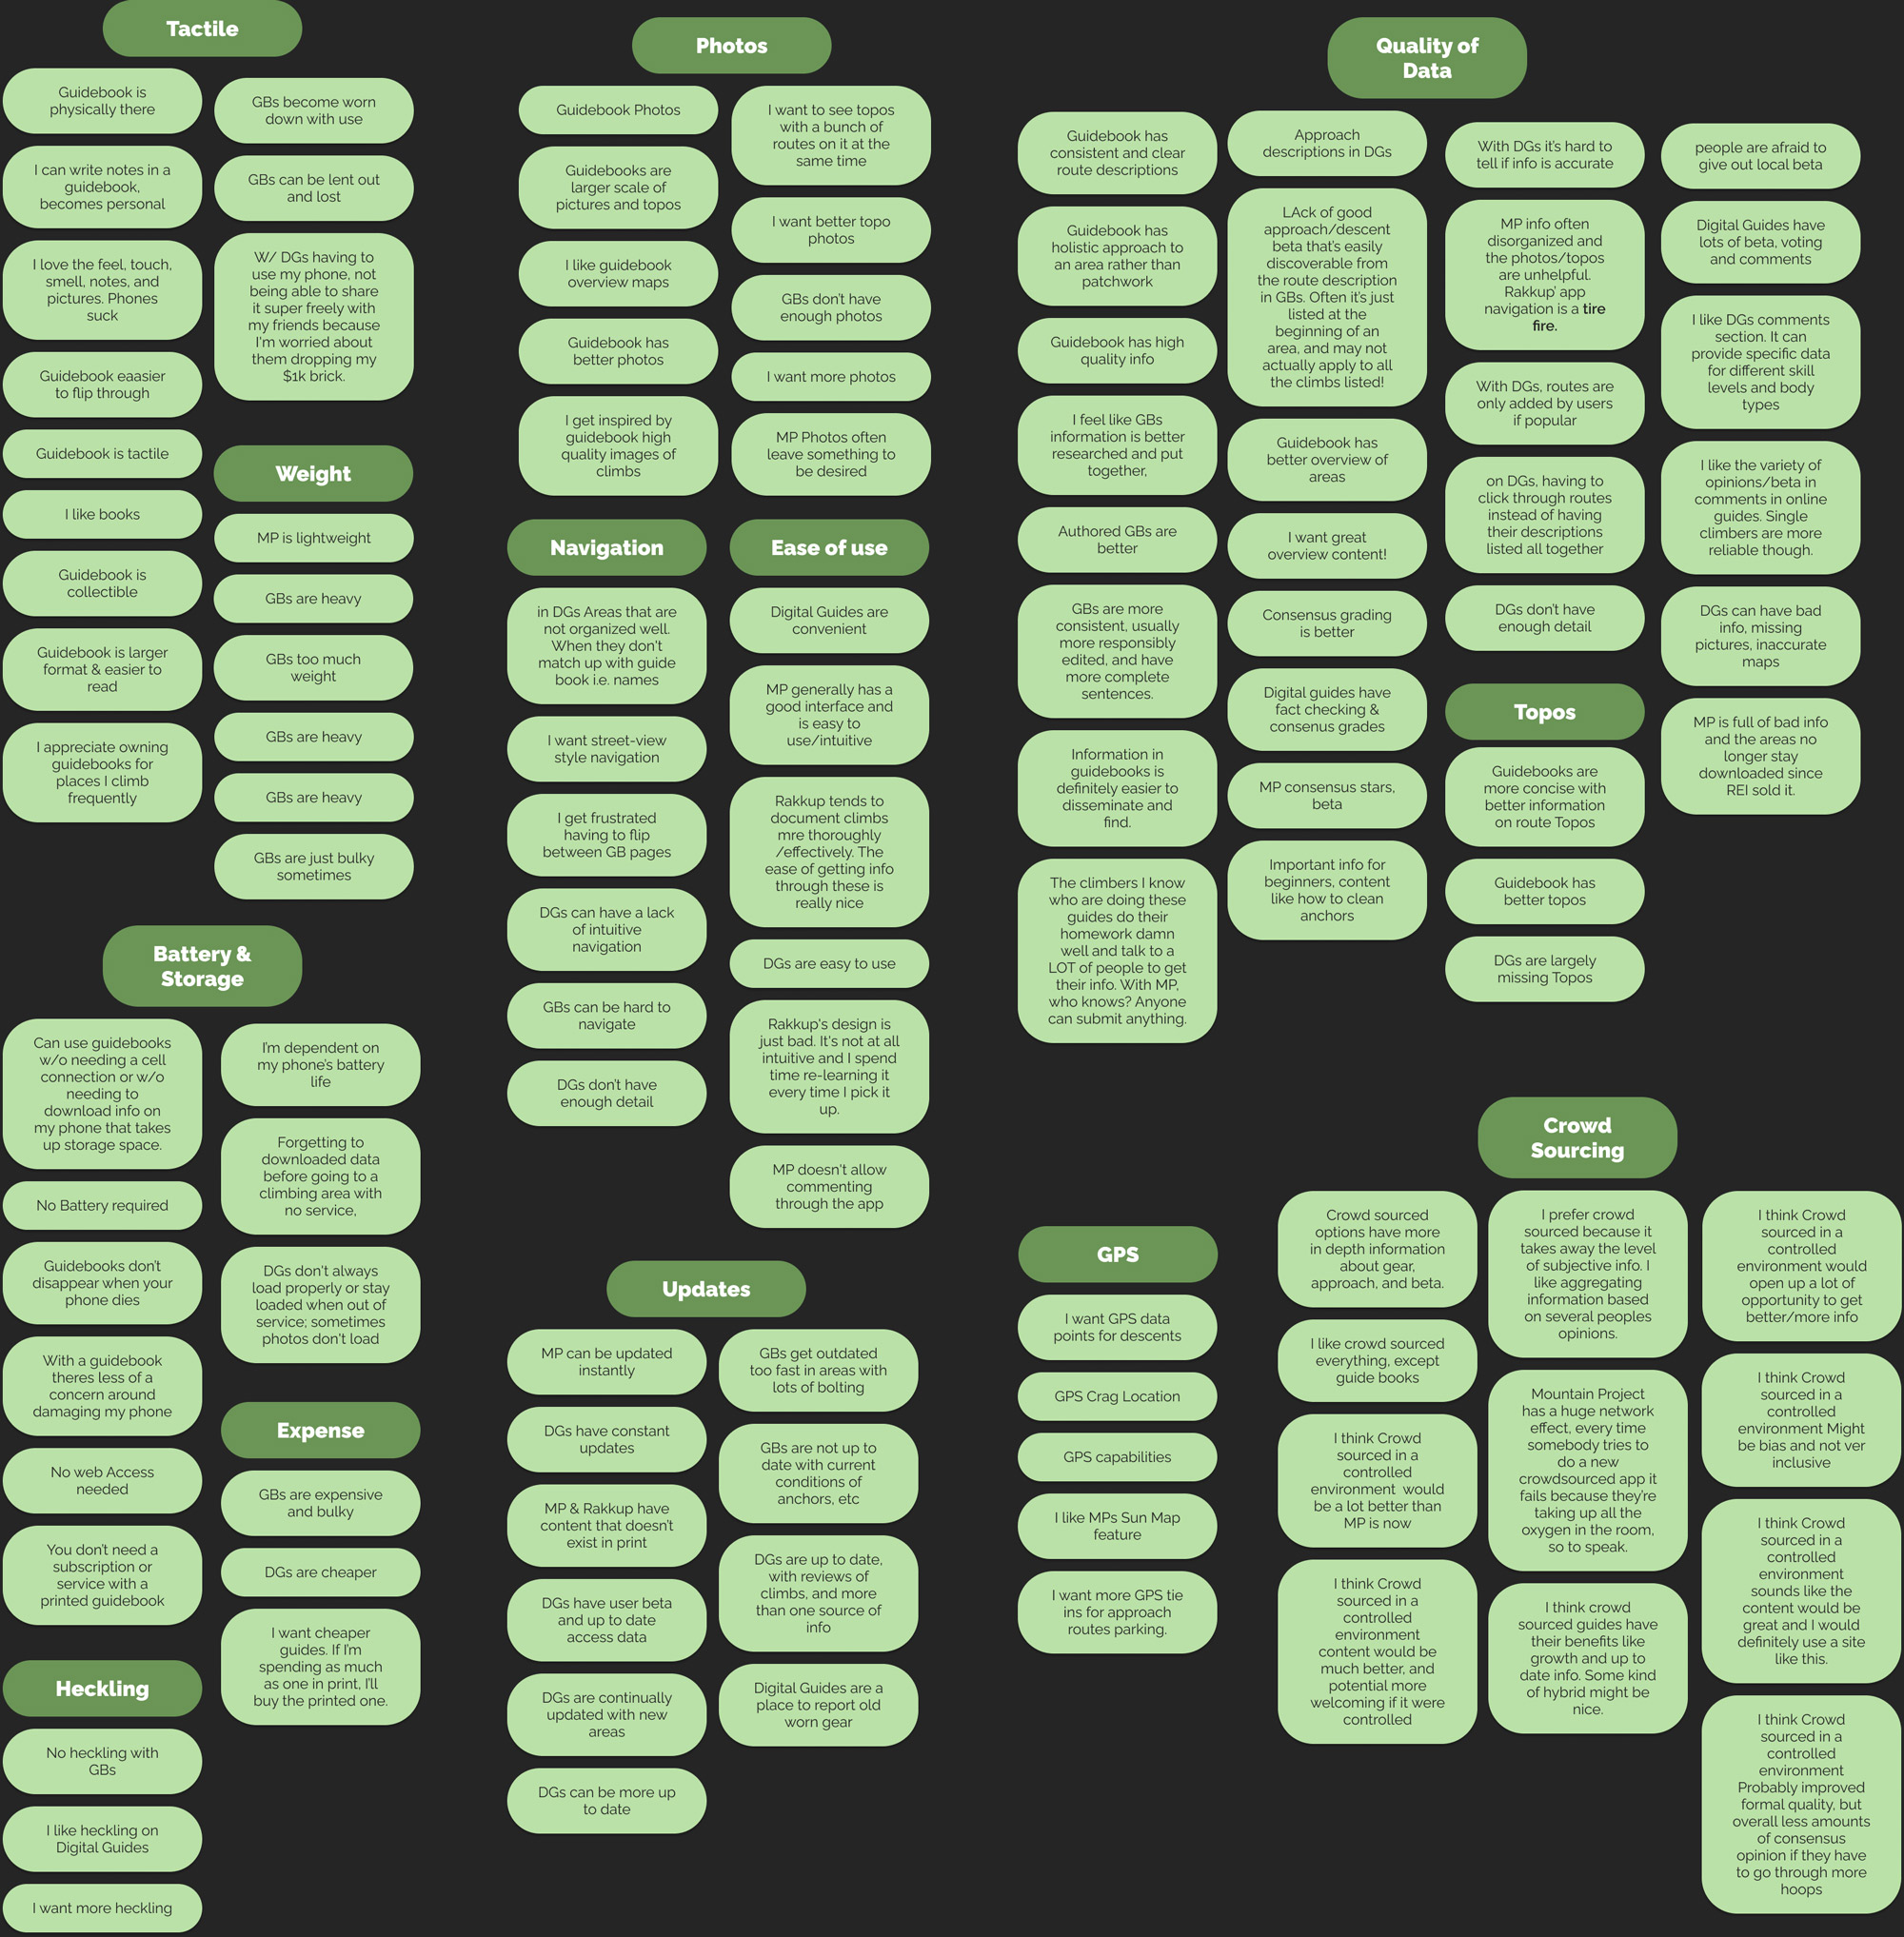 Tactile
Guidebook is
physically there
I can write notes in a
guidebook,
becomes personal
I love the feel, touch,
smell, notes, and
pictures. Phones
suck
Guidebook eaasier
to flip through
Guidebook is tactile
I like books
Guidebook is
collectible
Guidebook is larger
format & easier to
read
I appreciate owning
guidebooks for
places I climb
frequently
GBs become worn
down with use
GBs can be lent out
and lost
W/ DGs having to
use my phone, not
being able to share
it super freely with
my friends because
I'm worried about
them dropping my
$1k brick.
Weight
MP is lightweight
GBs are heavy
GBs too much
weight
GBs are heavy
GBs are heavy
GBs are just bulky
sometimes
Battery &
Storage
Can use guidebooks
w/o needing a cell
connection or w/o
needing to
download info on
my phone that takes
up storage space.
No Battery required
Guidebooks don't
disappear when your
phone dies
With a guidebook
theres less of a
concern around
damaging my phone
No web Access
needed
You don't need a
subscription or
service with a
printed guidebook
I'm dependent on
my phone's battery
life
Forgetting to
downloaded data
before going to a
climbing area with
no service,
DGs don't always
load properly or stay
loaded when out of
service; sometimes
photos don't load
Expense
GBs are expensive
and bulky
DGs are cheaper
I want cheaper
guides. If I'm
spending as much
as one in print, I'll
buy the printed one.
Heckling
No heckling with
GBs
I like heckling on
Digital Guides
I want more heckling
Photos
Guidebook Photos
Guidebooks are
larger scale of
pictures and topos
I like guidebook
overview maps
Guidebook has
better photos
I get inspired by
guidebook high
quality images of
climbs
I want to see topos
with a bunch of
routes on it at the
same time
I want better topo
photos
GBs don't have
enough photos
I want more photos
MP Photos often
leave something to
be desired
Navigation
in DGs Areas that are
not organized well.
When they don't
match up with guide
book i.e. names
I want street-view
style navigation
I get frustrated
having to flip
between GB pages
DGs can have a lack
of intuitive
navigation
GBs can be hard to
navigate
DGs don't have
enough detail
Ease of use
Digital Guides are
convenient
MP generally has a
good interface and
is easy to
use/intuitive
Rakkup tends to
document climbs
mre thoroughly
/effectively. The
ease of getting info
through these is
really nice
DGs are easy to use
Rakkup's design is
just bad. It's not at all
intuitive and I spend
time re-learning it
every time I pick it
up.
MP doesn't allow
commenting
through the app
Updates
MP can be updated
instantly
DGs have constant
updates
MP & Rakkup have
content that doesn't
exist in print
DGs have user beta
and up to date
access data
DGs are continually
updated with new
areas
DGs can be more up
to date
GBs get outdated
too fast in areas with
lots of bolting
GBs are not up to
date with current
conditions of
anchors, etc
DGs are up to date,
with reviews of
climbs, and more
than one source of
info
Digital Guides are a
place to report old
worn gear
Quality of
Data
Guidebook has
consistent and clear
route descriptions
Guidebook has
holistic approach to
an area rather than
patchwork
Guidebook has high
quality info
I feel like GBs
information is better
researched and put
together,
Authored GBs are
better
GBs are more
consistent, usually
more responsibly
edited, and have
more complete
sentences.
Information in
guidebooks is
definitely easier to
disseminate and
find.
The climbers I know
who are doing these
guides do their
homework damn
well and talk to a
LOT of people to get
their info. With MP,
who knows? Anyone
can submit anything.
Approach
descriptions in DGs
LAck of good
approach/descent
beta that's easily
discoverable from
the route description
in GBs. Often it's just
listed at the
beginning of an
area, and may not
actually apply to all
the climbs listed!
Guidebook has
better overview of
areas
I want great
overview content!
Consensus grading
is better
Digital guides have
fact checking &
consenus grades
MP consensus stars,
beta
Important info for
beginners, content
like how to clean
anchors
With DGs it's hard to
tell if info is accurate
MP info often
disorganized and
the photos/topos
are unhelpful.
Rakkup' app
navigation is a tire
fire.
With DGs, routes are
only added by users
if popular
on DGs, having to
click through routes
instead of having
their descriptions
listed all together
DGs don't have
enough detail
people are afraid to
give out local beta
Digital Guides have
lots of beta, voting
and comments
I like DGs comments
section. It can
provide specific data
for different skill
levels and body
types
I like the variety of
opinions/beta in
comments in online
guides. Single
climbers are more
reliable though.
DGs can have bad
info, missing
pictures, inaccurate
maps
MP is full of bad info
and the areas no
longer stay
downloaded since
REI sold it.
Topos
Guidebooks are
more concise with
better information
on route Topos
Guidebook has
better topos
DGs are largely
missing Topos
GPS
I want GPS data
points for descents
GPS Crag Location
GPS capabilities
I like MPs Sun Map
feature
I want more GPS tie
ins for approach
routes parking.
Crowd
Sourcing
Crowd sourced
options have more
in depth information
about gear,
approach, and beta.
I like crowd sourced
everything, except
guide books
I think Crowd
sourced in a
controlled
environment would
be a lot better than
MP is now
I think Crowd
sourced in a
controlled
environment
content would be
much better, and
potential more
welcoming if it were
controlled
I prefer crowd
sourced because it
takes away the level
of subjective info. I
like aggregating
information based
on several peoples
opinions.
Mountain Project
has a huge network
effect, every time
somebody tries to
do a new
crowdsourced app it
fails because they're
taking up all the
oxygen in the room,
so to speak.
I think crowd
sourced guides have
their benefits like
growth and up to
date info. Some kind
of hybrid might be
nice.
I think Crowd
sourced in a
controlled
environment would
open up a lot of
opportunity to get
better/more info
I think Crowd
sourced in a
controlled
environment Might
be bias and not ver
inclusive
I think Crowd
sourced in a
controlled
environment
sounds like the
content would be
great and I would
definitely use a site
like this.
I think Crowd
sourced in a
controlled
environment
Probably improved
formal quality, but
overall less amounts
of consensus
opinion if they have
to go through more
hoops